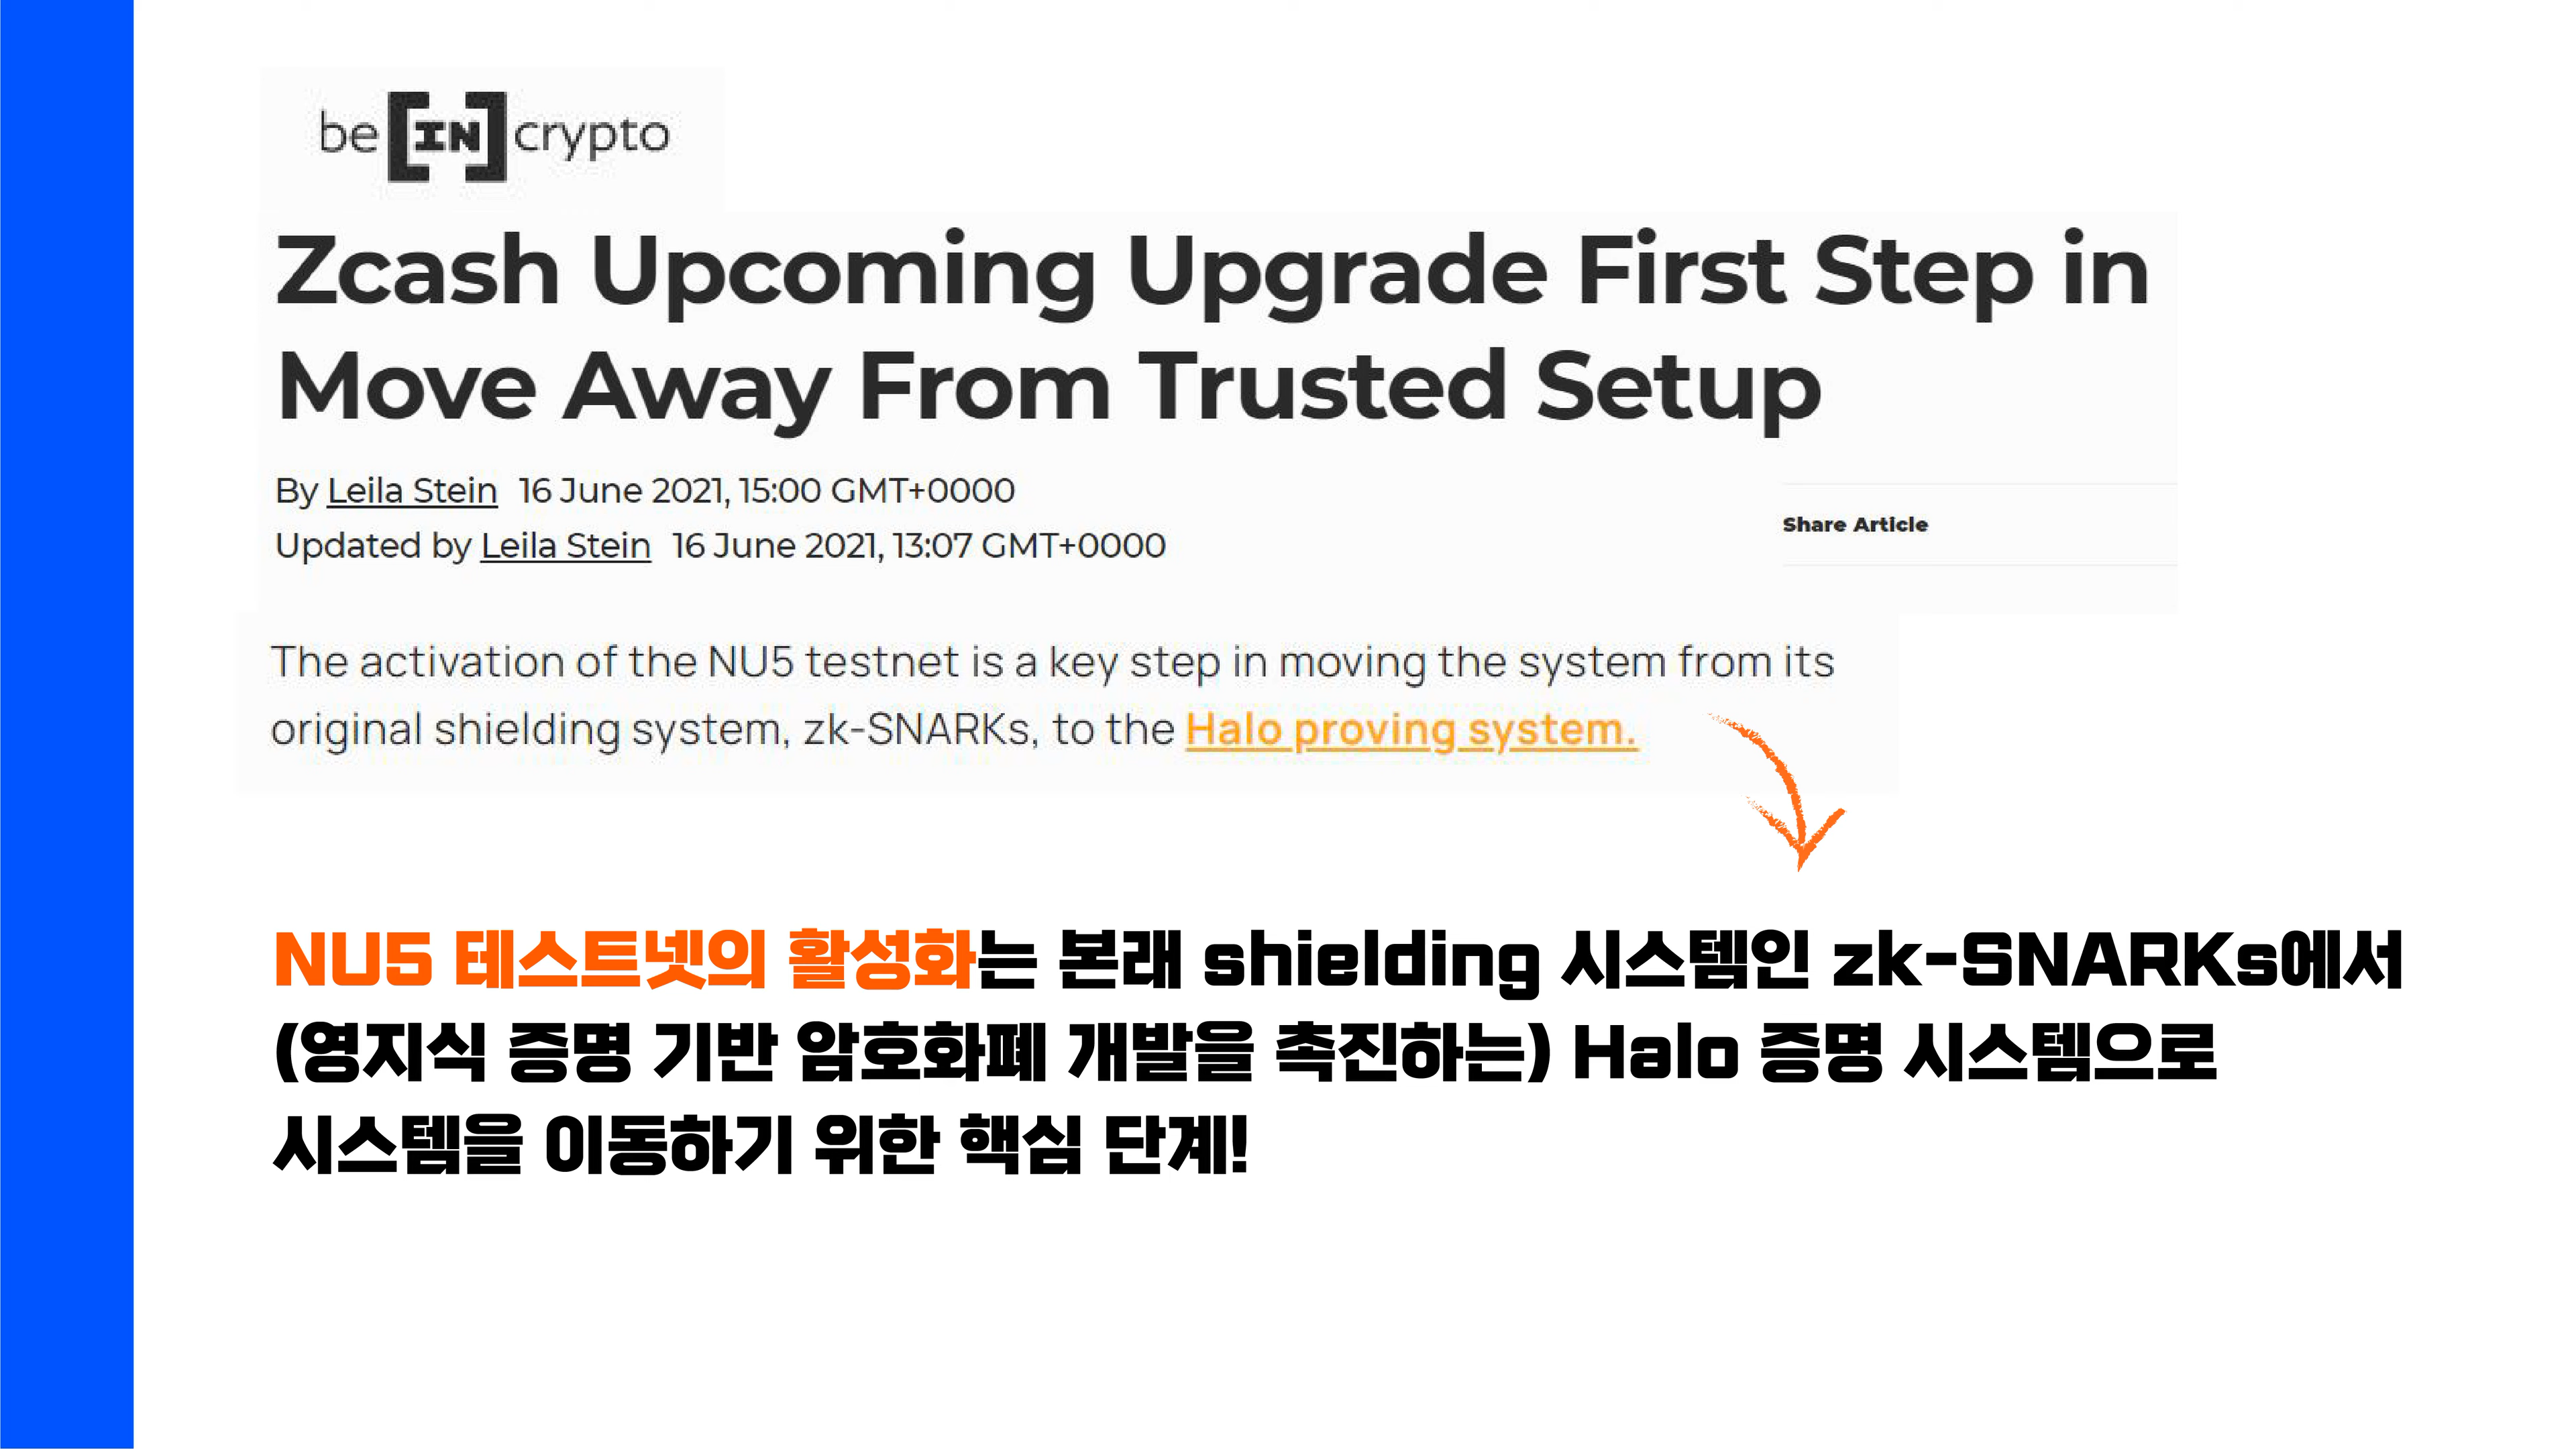 be[IN]crypto
Zcash Upcoming Upgrade First Step in
Move Away From Trusted Setup
By Leila Stein 16 June 2021, 15:00 GMT+0000
Updated by Leila Stein 16 June 2021, 13:07 GMT+0000
Share Article
The activation of the NU5 testnet is a key step in moving the system from its
original shielding system, zk-SNARKs, to the Halo proving system.
NU5 테스트넷의 활성화는 본래 shielding 시스템인 zk-SNARKs에서
(영지식 증명 기반 암호화폐 개발을 촉진하는) Halo 증명 시스템으로
시스템을 이동하기 위한 핵심 단계!